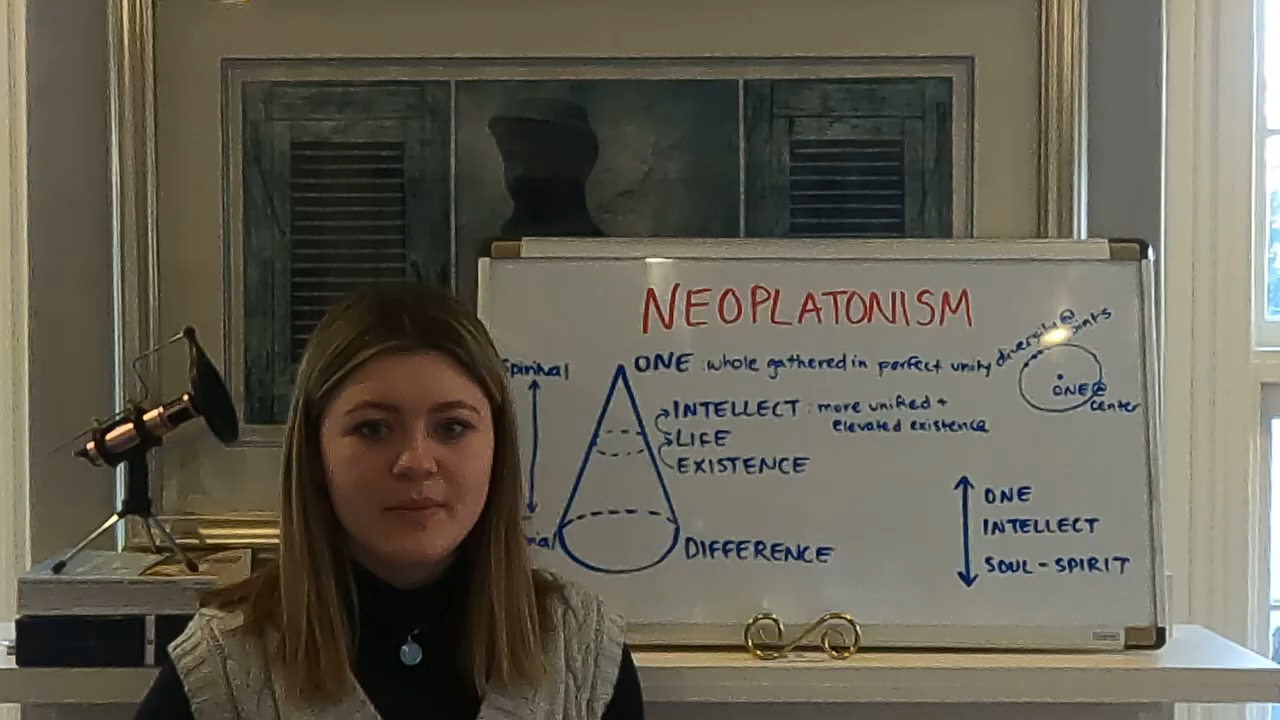 NEOPLATONISM
Spiritual
ONE : whole gathered in perfect unity
diversity @
points
ONE @
center
INTELLECT : more unified +
elevated existence
LIFE
EXISTENCE
DIFFERENCE
ONE
INTELLECT
SOUL - SPIRIT